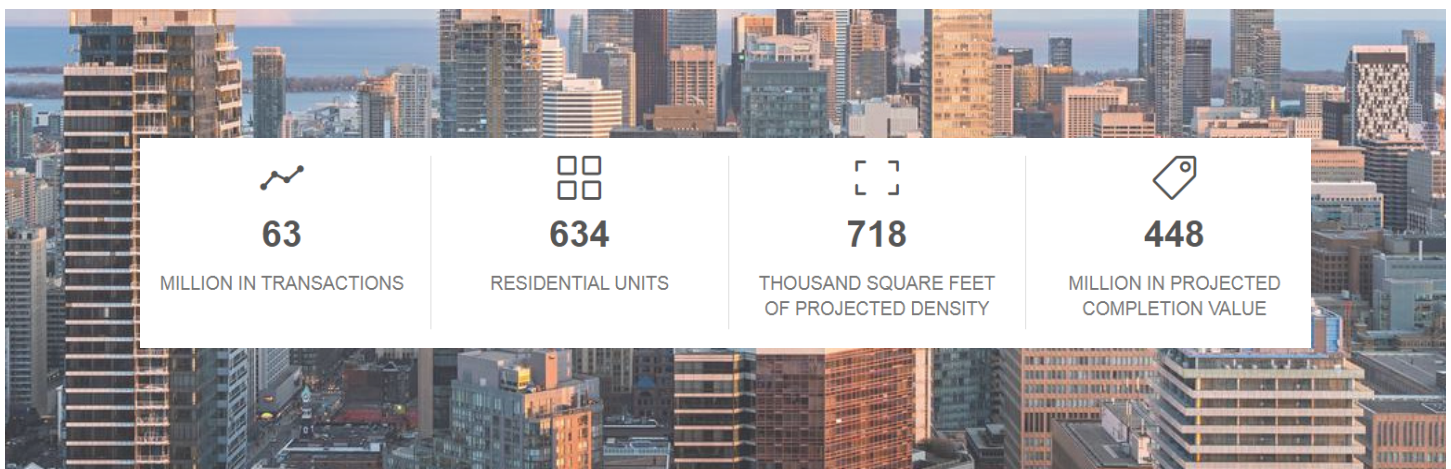 63
MILLION IN TRANSACTIONS
634
RESIDENTIAL UNITS
718
THOUSAND SQUARE FEET
OF PROJECTED DENSITY
448
MILLION IN PROJECTED
COMPLETION VALUE